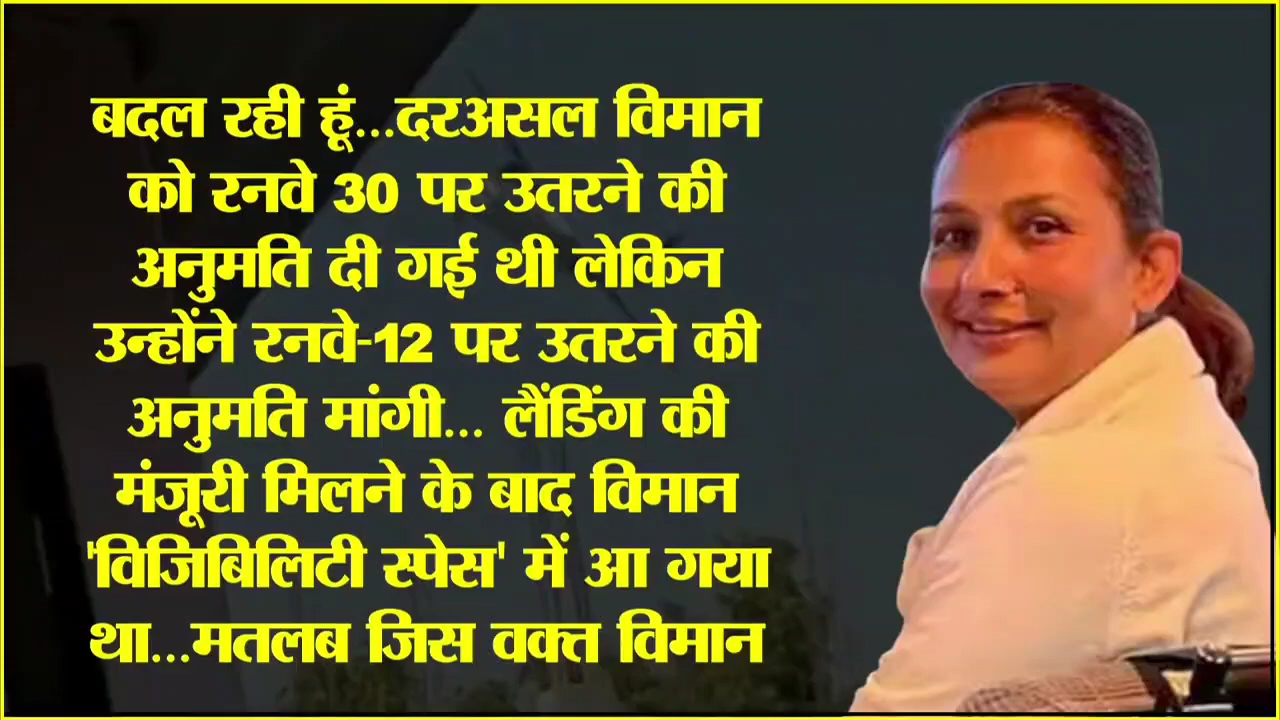 बदल रही हूं...दरअसल विमान
को रनवे 30 पर उतरने की
अनुमति दी गई थी लेकिन
उन्होंने रनवे-12 पर उतरने की
अनुमति मांगी... लैंडिंग की
मंजूरी मिलने के बाद विमान
'विजिबिलिटी स्पेस' में आ गया
था...मतलब जिस वक्त विमान